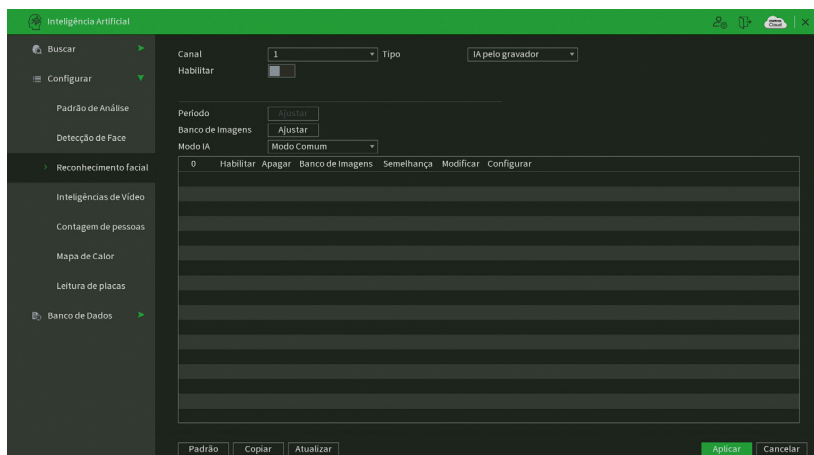 Inteligência Artificial
Cloud
Buscar
Configurar
Padrão de Análise
Detecção de Face
Reconhecimento facial
Inteligências de Vídeo
Contagem de pessoas
Mapa de Calor
Leitura de placas
Banco de Dados
Canal 1 Tipo IA pelo gravador
Habilitar
Período Ajustar
Banco de Imagens Ajustar
Modo IA Modo Comum
0 Habilitar Apagar Banco de Imagens Semelhança Modificar Configurar
Padrão Copiar Atualizar Aplicar Cancelar